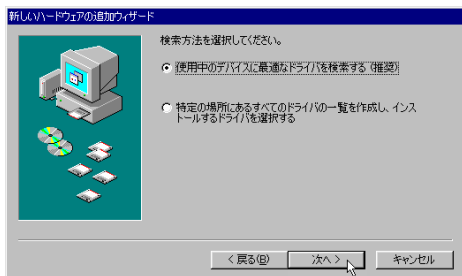 新しいハードウェアの追加ウィザード
検索方法を選択してください。
使用中のデバイスに最適なドライバを検索する (推奨)
特定の場所にあるすべてのドライバの一覧を作成し、インス
トールするドライバを選択する
< 戻る(B)
次へ >
キャンセル